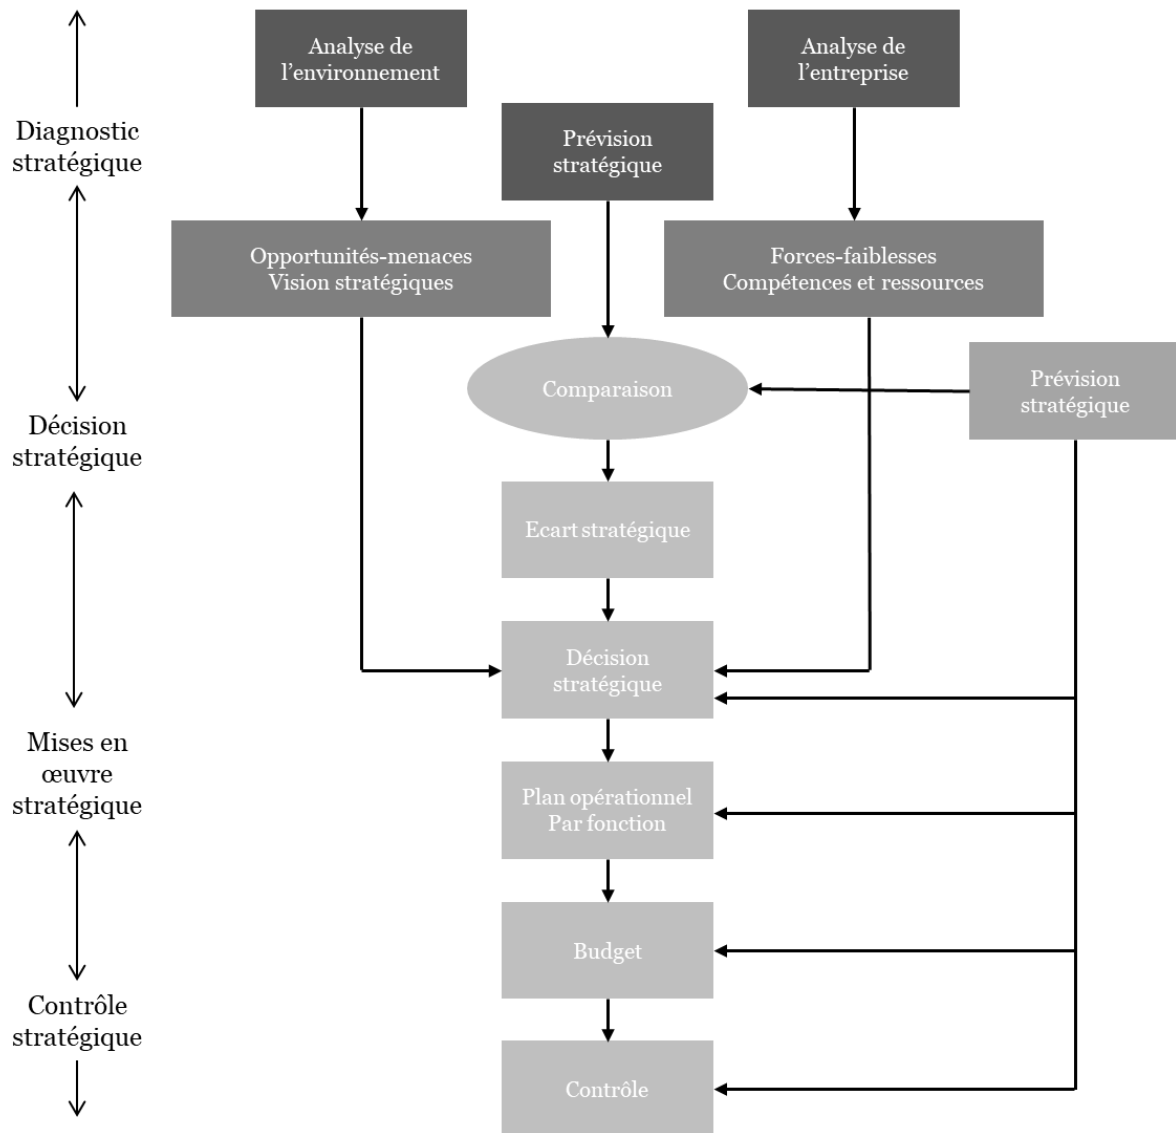 Analyse de
l’environnement
Analyse de
l’entreprise
Diagnostic
stratégique
Prévision
stratégique
Opportunités-menaces
Vision stratégiques
Forces-faiblesses
Compétences et ressources
Décision
stratégique
Comparaison
Prévision
stratégique
Ecart stratégique
Décision
stratégique
Mises en
œuvre
stratégique
Plan opérationnel
Par fonction
Budget
Contrôle
stratégique
Contrôle